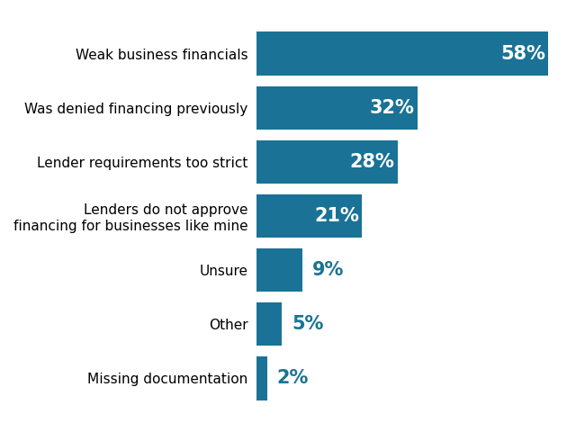 Weak business financials 58%
Was denied financing previously 32%
Lender requirements too strict 28%
Lenders do not approve
financing for businesses like mine 21%
Unsure 9%
Other 5%
Missing documentation 2%